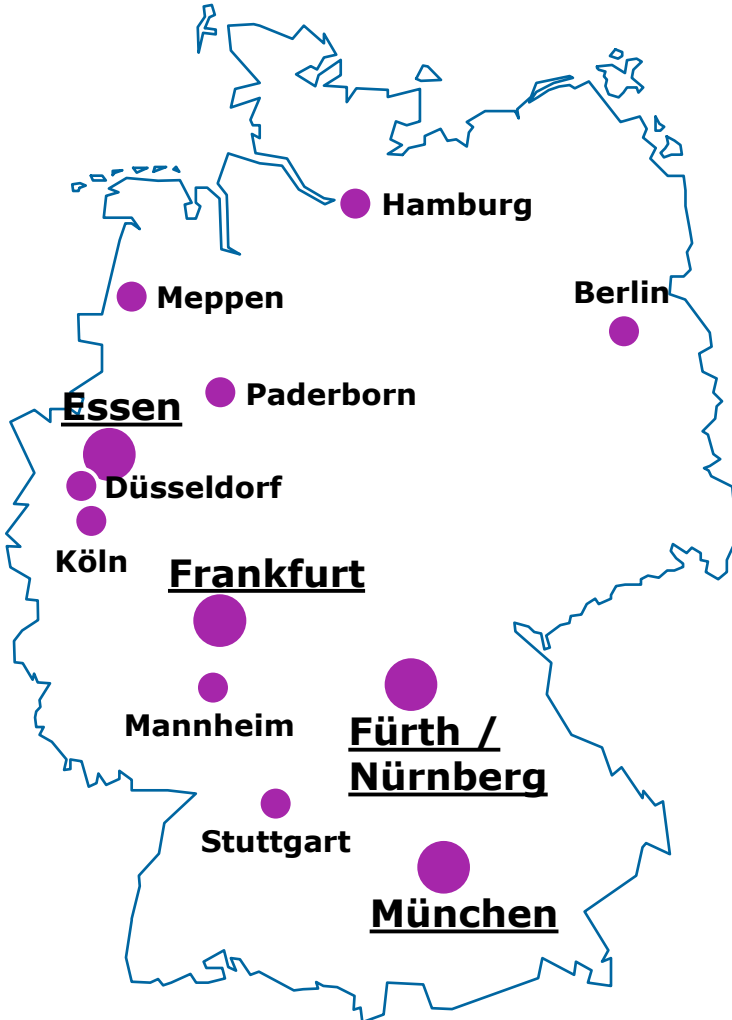 Hamburg
Berlin
Meppen
Paderborn
Essen
Düsseldorf
Köln
Frankfurt
Mannheim
Fürth /
Nürnberg
Stuttgart
München